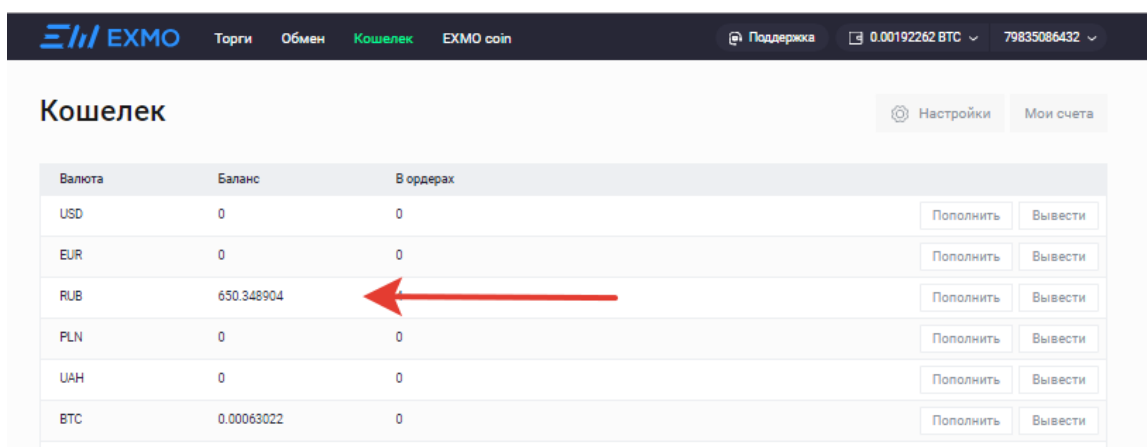 EXMO Торги Обмен Кошелек EXMO coin Поддержка 0.00192262 BTC 79835086432
Кошелек Настройки Мои счета
Валюта Баланс В ордерах
USD 0 0 Пополнить Вывести
EUR 0 0 Пополнить Вывести
RUB 650.348904 Пополнить Вывести
PLN 0 0 Пополнить Вывести
UAH 0 0 Пополнить Вывести
BTC 0.00063022 0 Пополнить Вывести